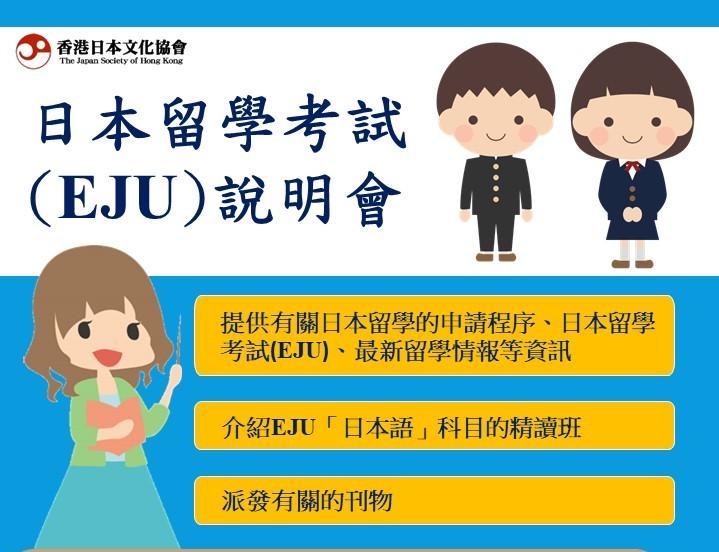 香港日本文化協會
The Japan Society of Hong Kong
日本留學考試
(EJU)說明會
提供有關日本留學的申請程序、日本留學
考試(EJU)、最新留學情報等資訊
介紹EJU「日本語」科目的精讀班
派發有關的刊物